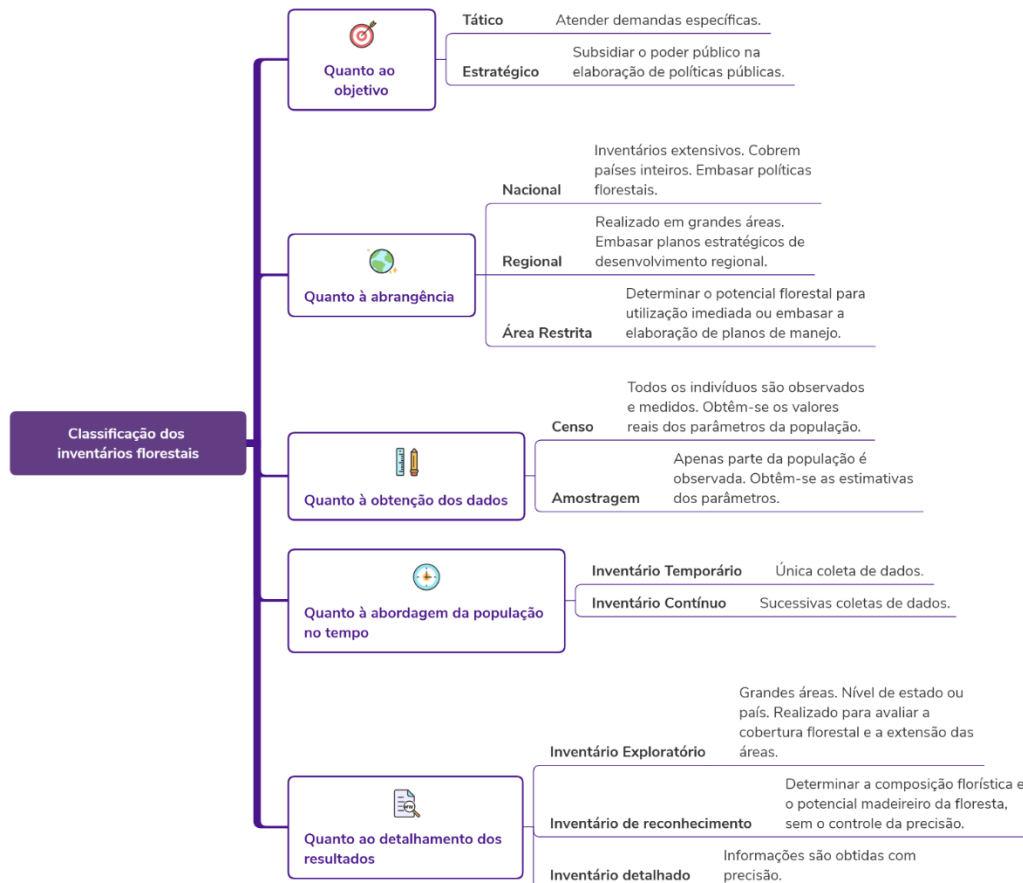 Classificação dos
inventários florestais
Quanto ao
objetivo
Tático
Atender demandas específicas.
Estratégico
Subsidiar o poder público na
elaboração de políticas públicas.
Quanto à abrangência
Nacional
Inventários extensivos. Cobrem
países inteiros. Embasar políticas
florestais.
Regional
Realizado em grandes áreas.
Embasar planos estratégicos de
desenvolvimento regional.
Área Restrita
Determinar o potencial florestal para
utilização imediada ou embasar a
elaboração de planos de manejo.
Quanto à obtenção dos dados
Censo
Todos os indivíduos são observados
e medidos. Obtêm-se os valores
reais dos parâmetros da população.
Amostragem
Apenas parte da população é
observada. Obtêm-se as estimativas
dos parâmetros.
Quanto à abordagem da população
no tempo
Inventário Temporário
Única coleta de dados.
Inventário Contínuo
Sucessivas coletas de dados.
Quanto ao detalhamento dos
resultados
Inventário Exploratório
Grandes áreas. Nível de estado ou
país. Realizado para avaliar a
cobertura florestal e a extensão das
áreas.
Inventário de reconhecimento
Determinar a composição florística e
o potencial madeireiro da floresta,
sem o controle da precisão.
Inventário detalhado
Informações são obtidas com
precisão.